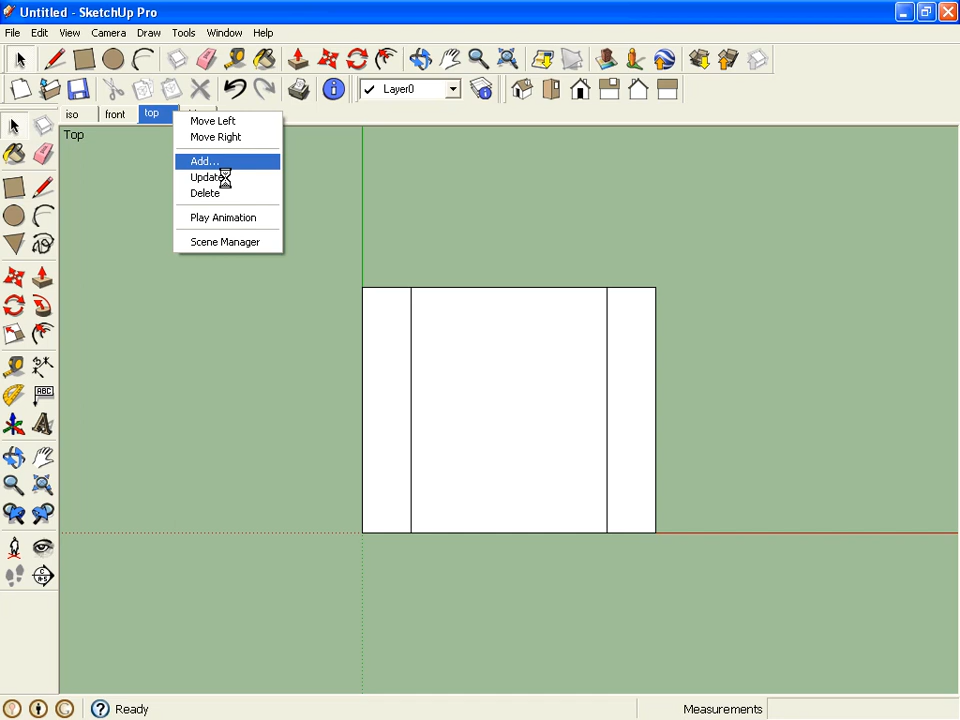 Untitled - SketchUp Pro
File Edit View Camera Draw Tools Window Help
Layer0
iso front top
Top
Move Left
Move Right
Add...
Update
Delete
Play Animation
Scene Manager
ABC
Ready
Measurements